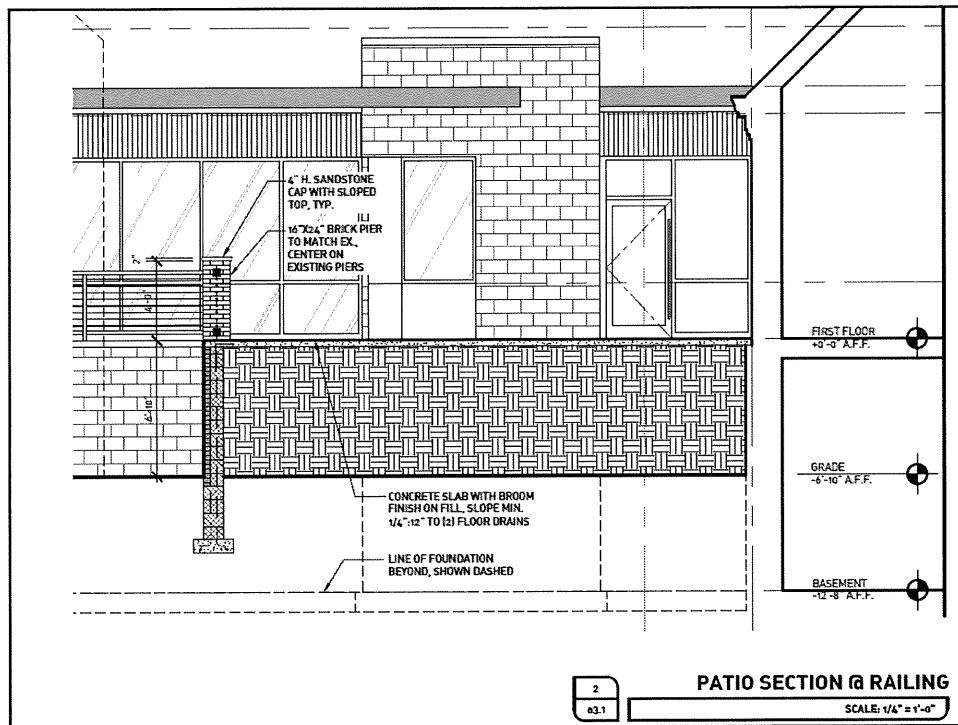 4" H. SANDSTONE
CAP WITH SLOPED
TOP, TYP.
16"X24" BRICK PIER
TO MATCH EX.,
CENTER ON
EXISTING PIERS
2"
4'-0"
6'-10"
FIRST FLOOR
+0'-0" A.F.F.
GRADE
-6'-10" A.F.F.
CONCRETE SLAB WITH BROOM
FINISH ON FILL, SLOPE MIN.
1/4":12" TO (2) FLOOR DRAINS
LINE OF FOUNDATION
BEYOND, SHOWN DASHED
BASEMENT
-12'-8" A.F.F.
2
a3.1
PATIO SECTION @ RAILING
SCALE: 1/4" = 1'-0"